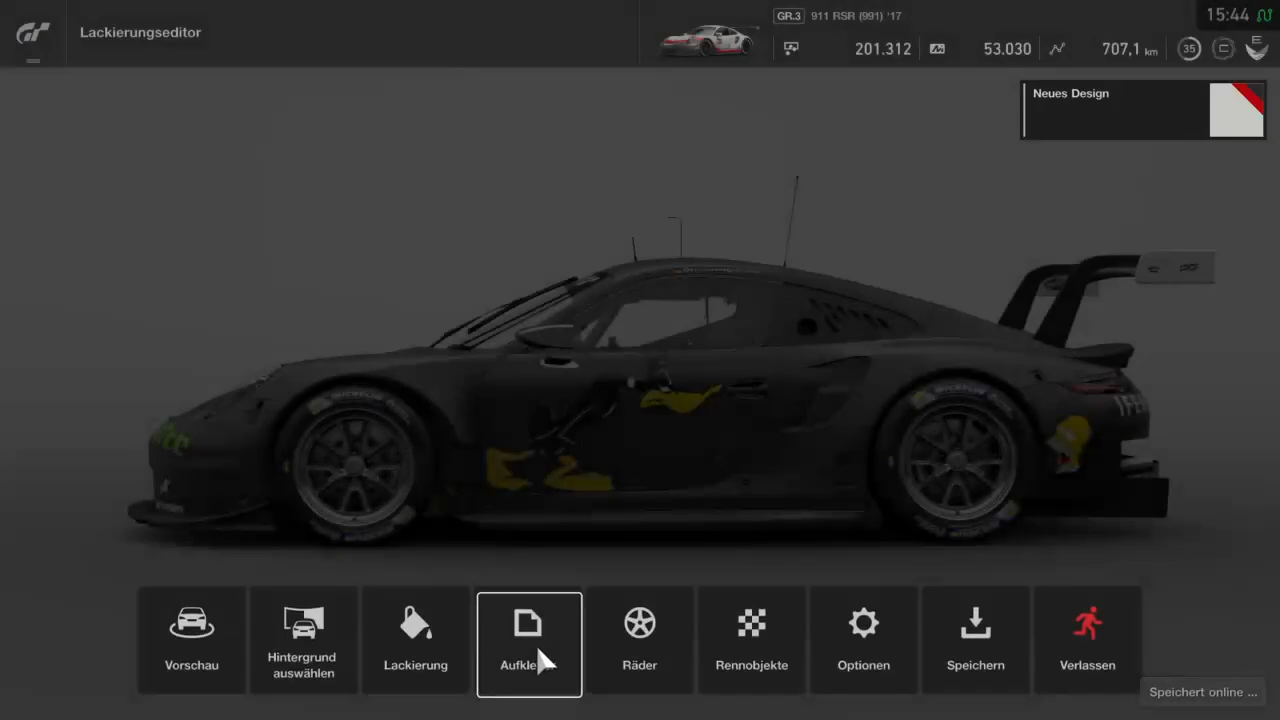 Lackierungseditor
GR.3 911 RSR (991) '17
15:44
201.312 53.030 707,1 km 35 E
Neues Design
Vorschau
Hintergrund
auswählen
Lackierung
Räder
Rennobjekte
Optionen
Speichern
Verlassen
Speichert online ...